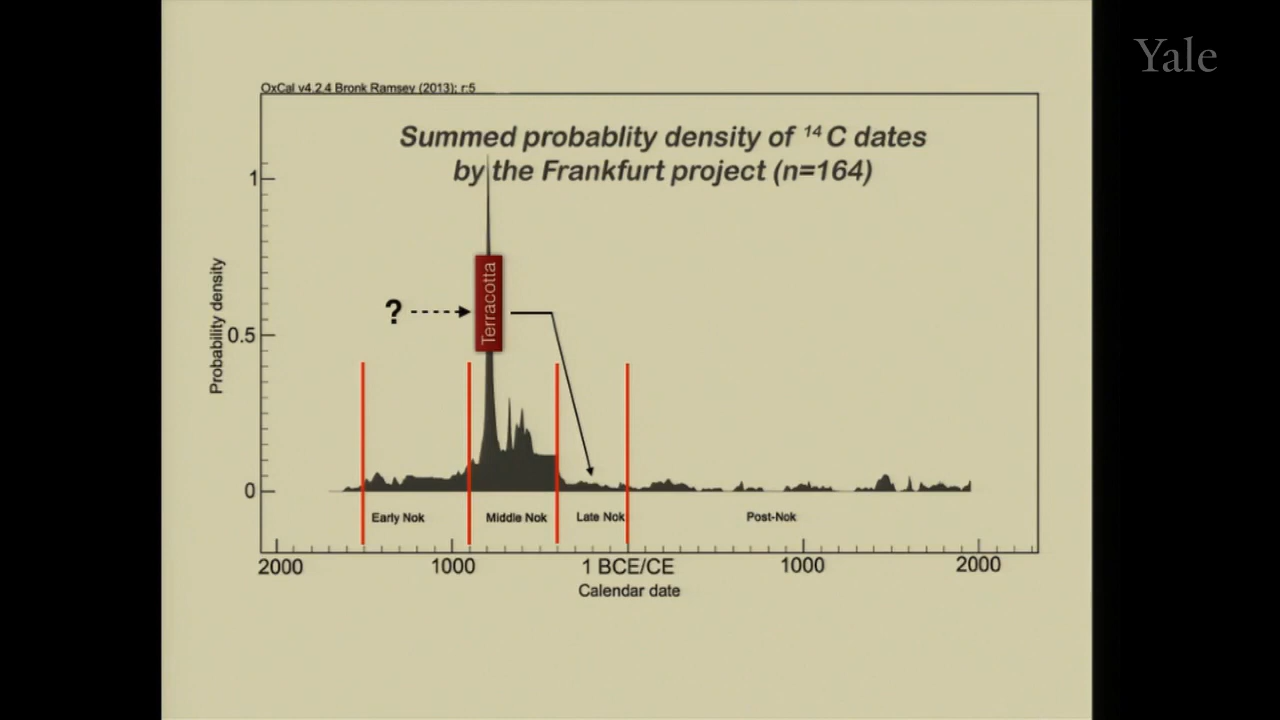 Yale
OxCal v4.2.4 Bronk Ramsey (2013); r:5
Summed probablity density of ¹⁴ C dates
by the Frankfurt project (n=164)
1
0.5
0
Probability density
?
Terracotta
Early Nok
Middle Nok
Late Nok
Post-Nok
2000
1000
1 BCE/CE
1000
2000
Calendar date